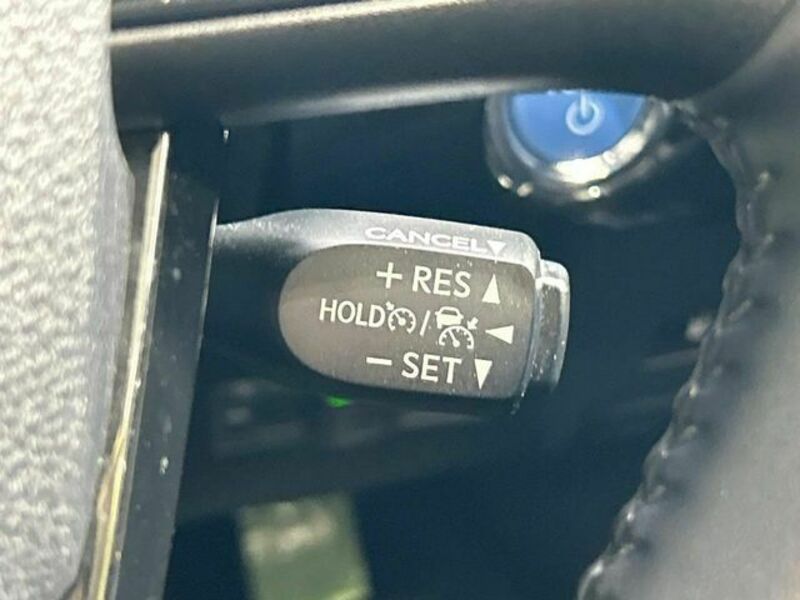 CANCEL▼
+ RES ▲
HOLD / ◀
− SET ▼